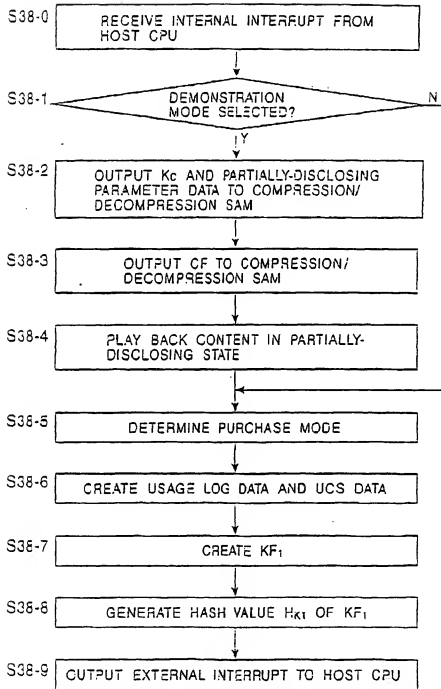 S38-0
RECEIVE INTERNAL INTERRUPT FROM
HOST CPU
S38-1
DEMONSTRATION
MODE SELECTED?
N
Y
S38-2
OUTPUT Kc AND PARTIALLY-DISCLOSING
PARAMETER DATA TO COMPRESSION/
DECOMPRESSION SAM
S38-3
OUTPUT CF TO COMPRESSION/
DECOMPRESSION SAM
S38-4
PLAY BACK CONTENT IN PARTIALLY-
DISCLOSING STATE
S38-5
DETERMINE PURCHASE MODE
S38-6
CREATE USAGE LOG DATA AND UCS DATA
S38-7
CREATE KF₁
S38-8
GENERATE HASH VALUE HK1 OF KF₁
S38-9
OUTPUT EXTERNAL INTERRUPT TO HOST CPU